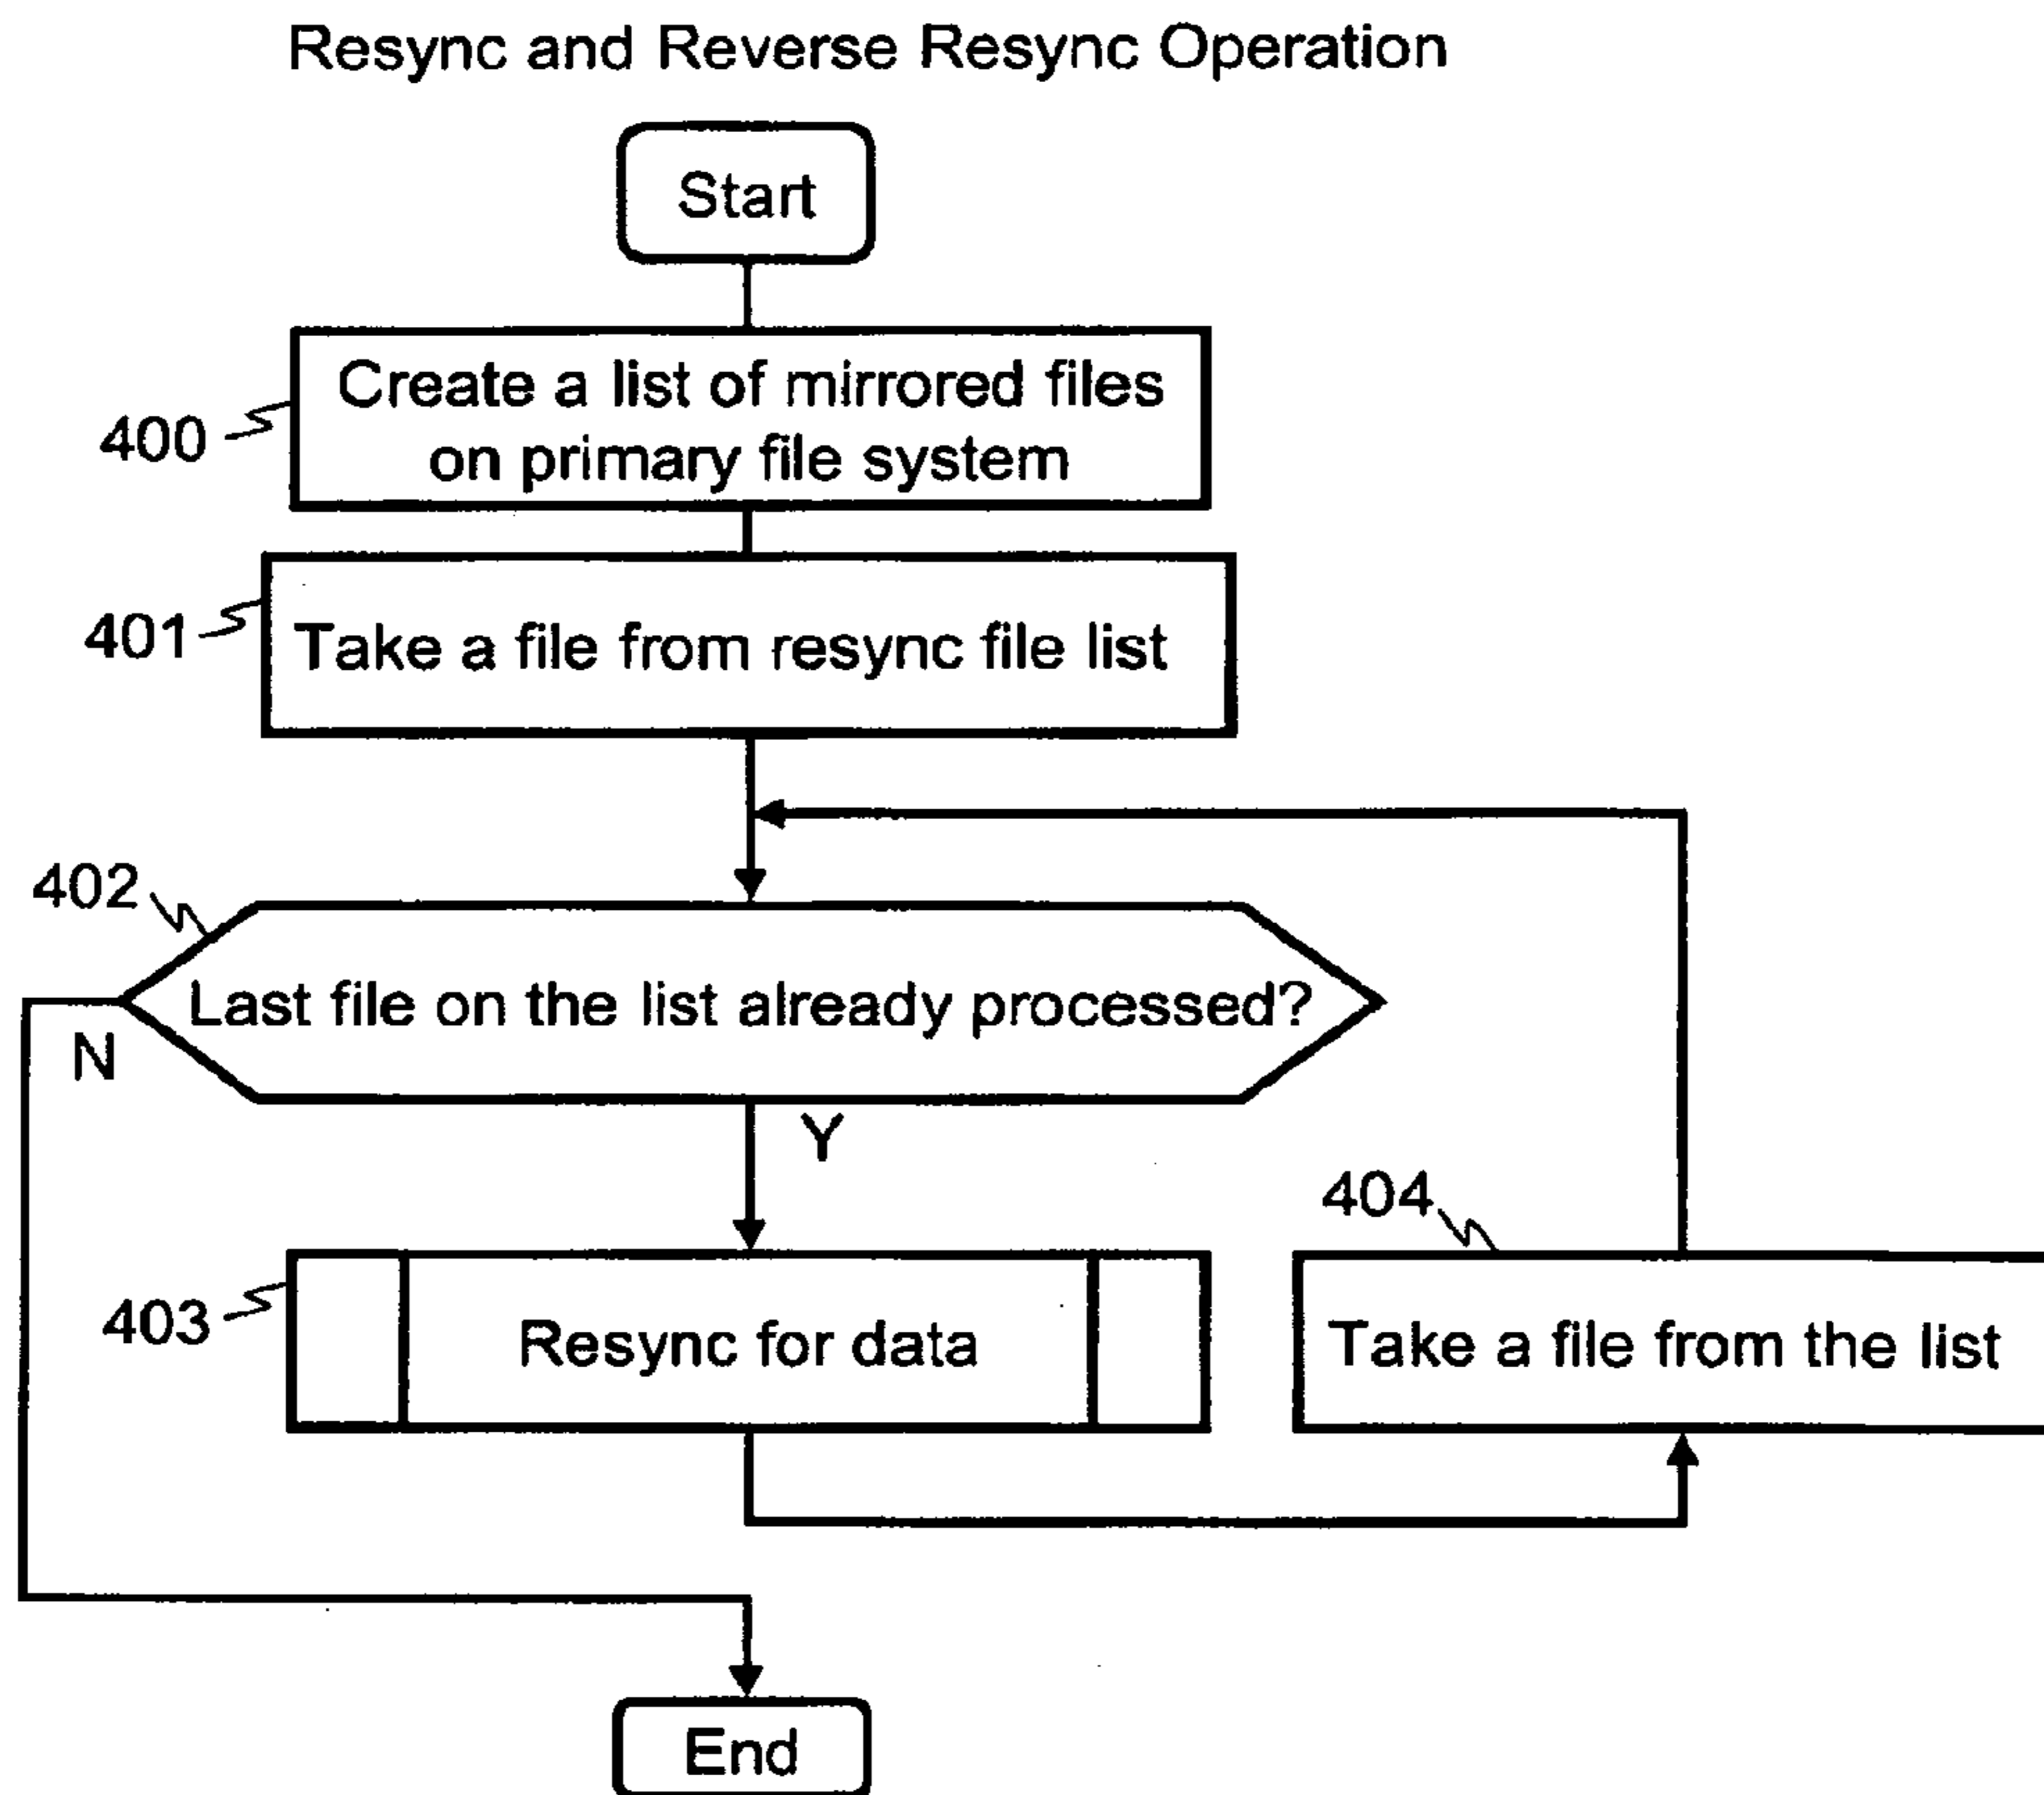 Resync and Reverse Resync Operation
Start
400
Create a list of mirrored files
on primary file system
401
Take a file from resync file list
402
Last file on the list already processed?
N
Y
403
Resync for data
404
Take a file from the list
End